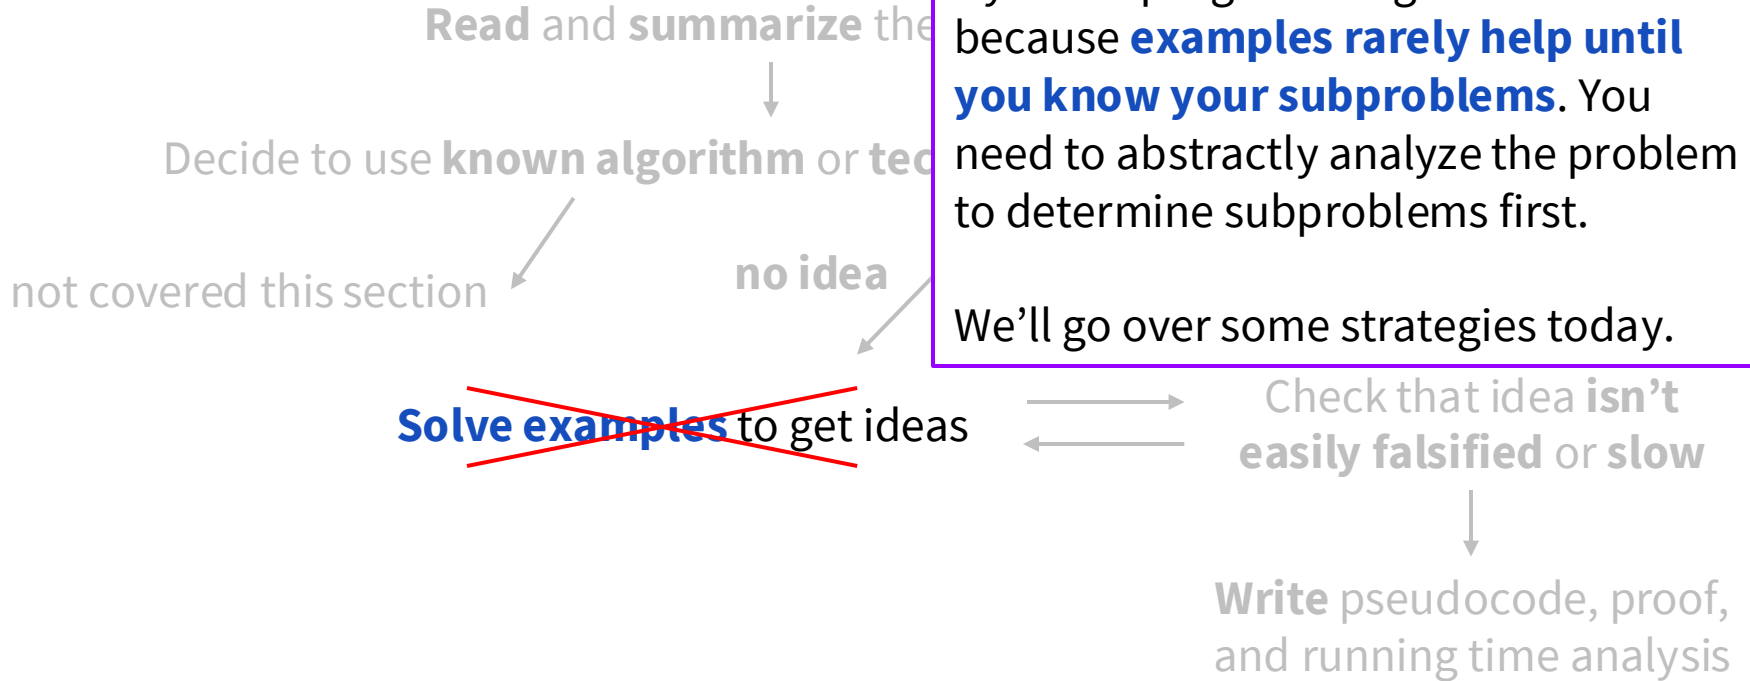 Read and summarize the
because examples rarely help until
you know your subproblems. You
need to abstractly analyze the problem
to determine subproblems first.
We’ll go over some strategies today.
Decide to use known algorithm or
not covered this section
no idea
Solve examples to get ideas
Check that idea isn’t
easily falsified or slow
Write pseudocode, proof,
and running time analysis